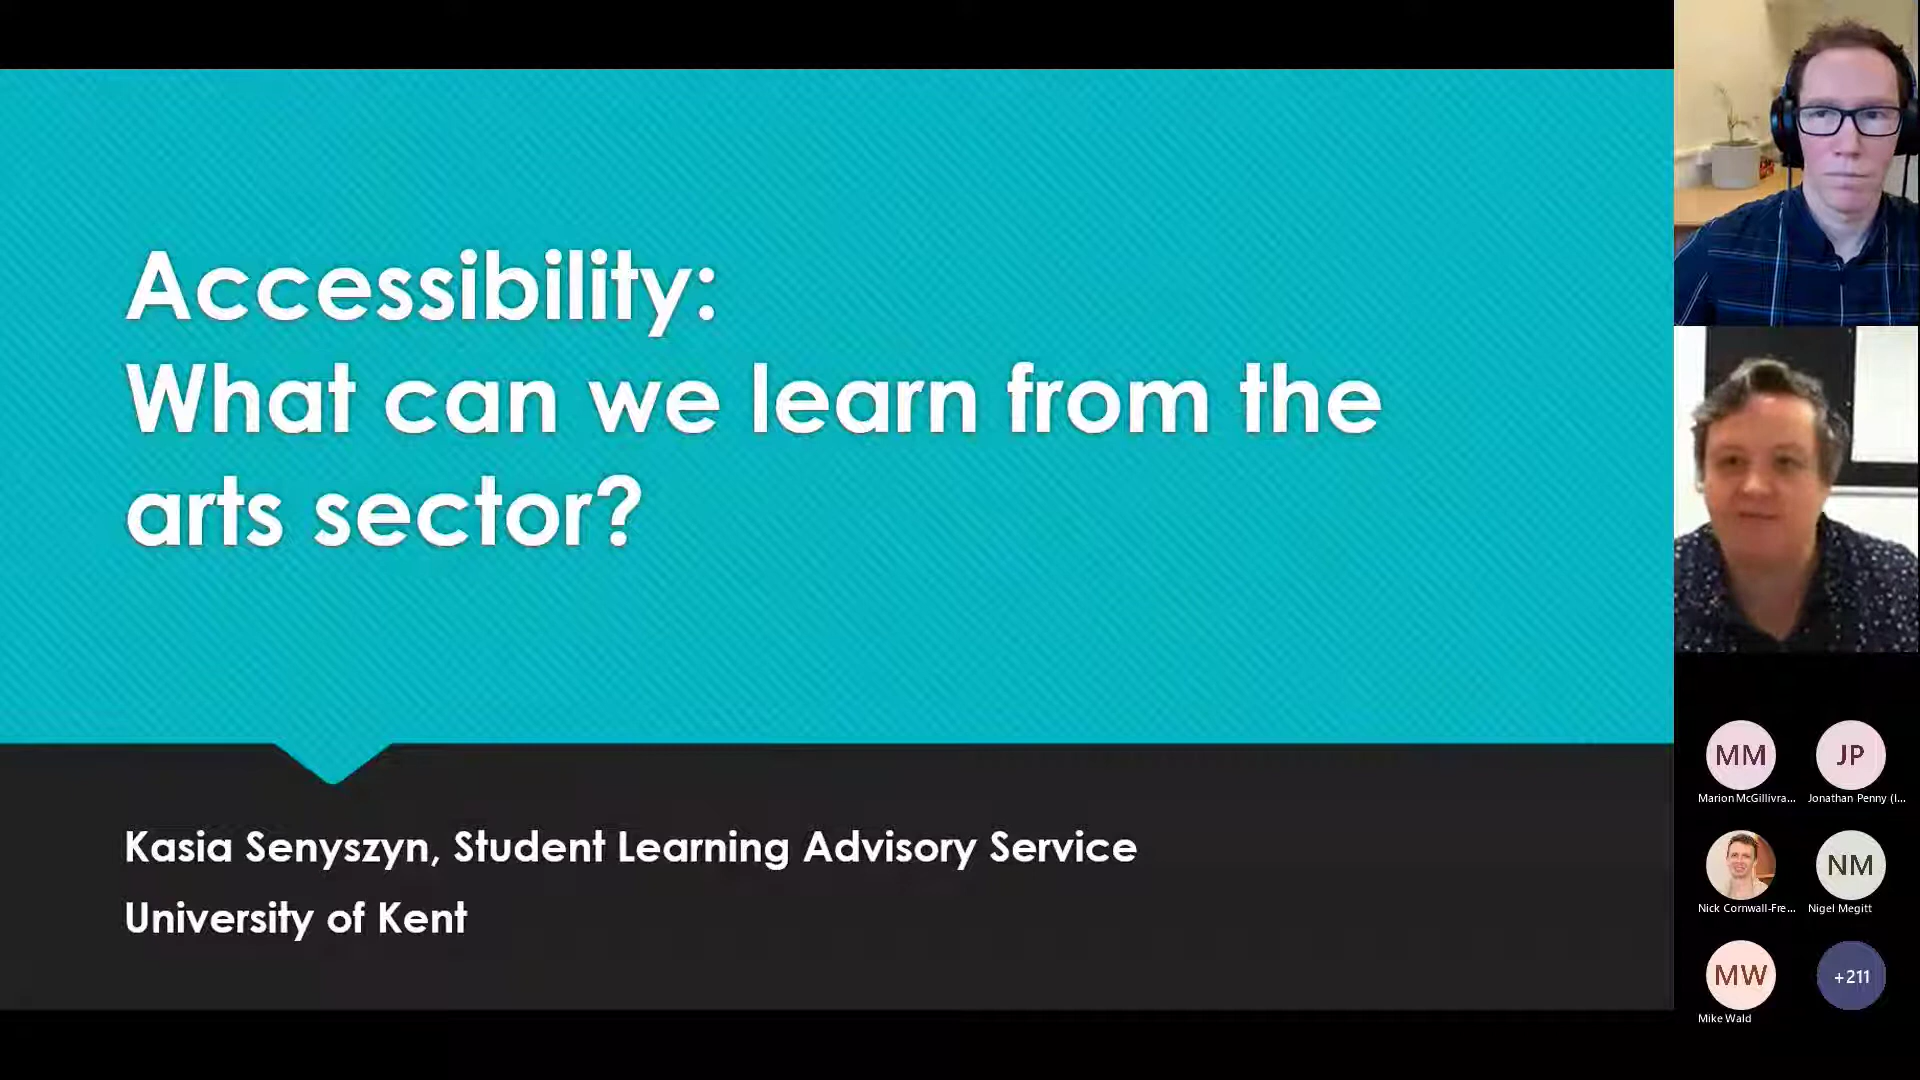 Accessibility:
What can we learn from the
arts sector?
Kasia Senyszyn, Student Learning Advisory Service
University of Kent
MM
JP
Marion McGillivra...
Jonathan Penny (I...
NM
Nick Cornwall-Fre...
Nigel Megitt
MW
+211
Mike Wald